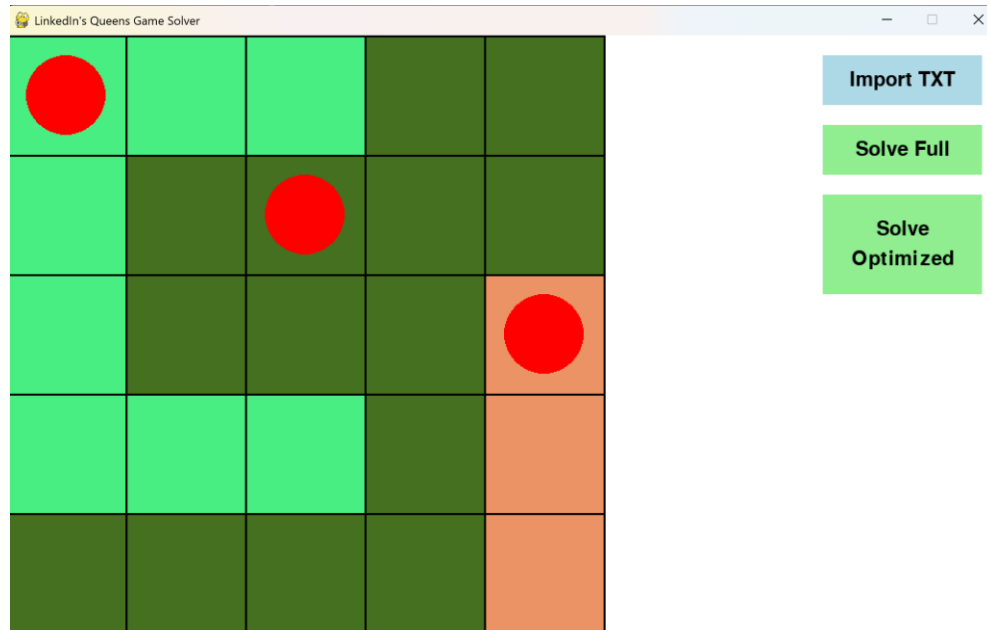 LinkedIn's Queens Game Solver
Import TXT
Solve Full
Solve
Optimized